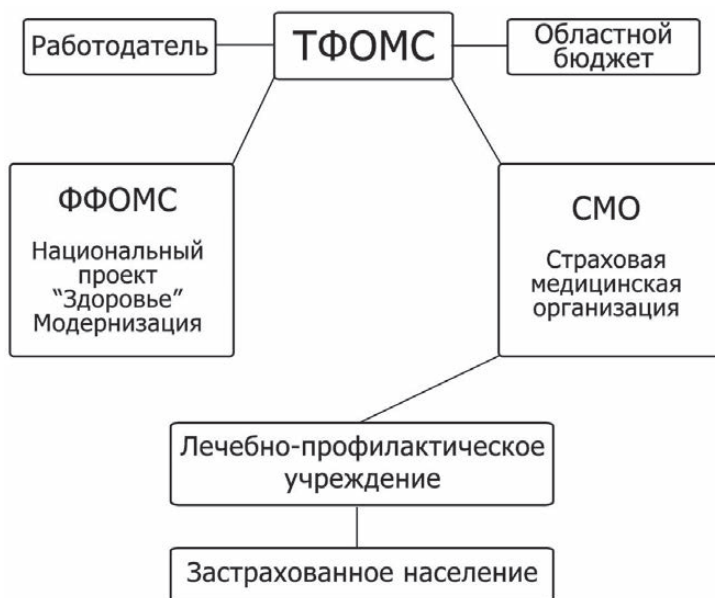 Работодатель
ТФОМС
Областной
бюджет
ФФОМС
Национальный
проект
“Здоровье”
Модернизация
СМО
Страховая
медицинская
организация
Лечебно-профилактическое
учреждение
Застрахованное население